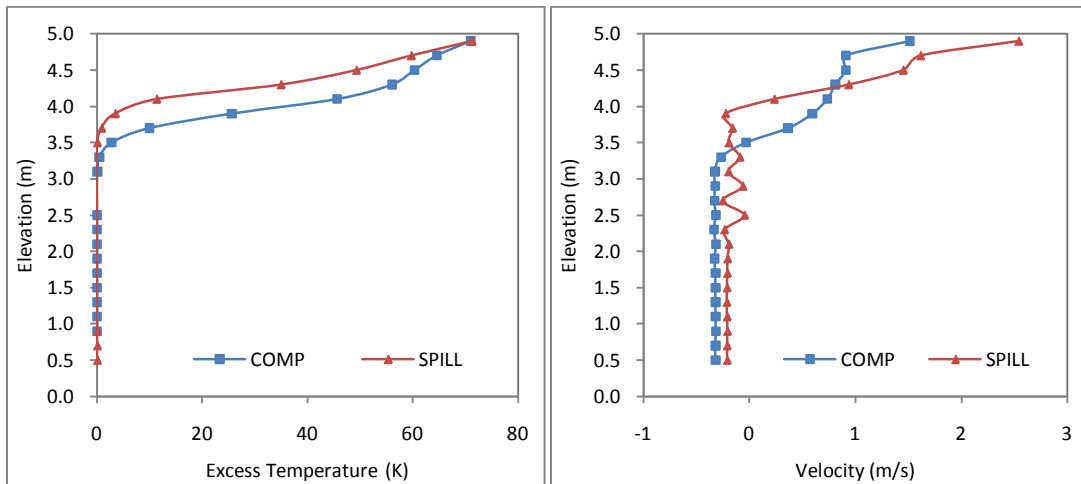 5.0
4.5
4.0
3.5
3.0
2.5
2.0
1.5
1.0
0.5
0.0
Elevation (m)
COMP SPILL
0 20 40 60 80
Excess Temperature (K)
5.0
4.5
4.0
3.5
3.0
2.5
2.0
1.5
1.0
0.5
0.0
Elevation (m)
COMP SPILL
-1 0 1 2 3
Velocity (m/s)